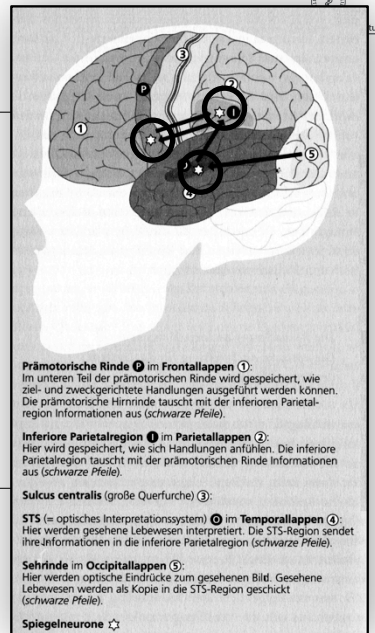 3
P
2
1
I
5
O
4
Prämotorische Rinde P im Frontallappen 1:
Im unteren Teil der prämotorischen Rinde wird gespeichert, wie
ziel- und zweckgerichtete Handlungen ausgeführt werden können.
Die prämotorische Hirnrinde tauscht mit der inferioren Parietal-
region Informationen aus (schwarze Pfeile).
Inferiore Parietalregion I im Parietallappen 2:
Hier wird gespeichert, wie sich Handlungen anfühlen. Die inferiore
Parietalregion tauscht mit der prämotorischen Rinde Informationen
aus (schwarze Pfeile).
Sulcus centralis (große Querfurche) 3:
STS (= optisches Interpretationssystem) O im Temporallappen 4:
Hier werden gesehene Lebewesen interpretiert. Die STS-Region sendet
ihre Informationen in die inferiore Parietalregion (schwarze Pfeile).
Sehrinde im Occipitallappen 5:
Hier werden optische Eindrücke zum gesehenen Bild. Gesehene
Lebewesen werden als Kopie in die STS-Region geschickt
(schwarze Pfeile).
Spiegelneurone